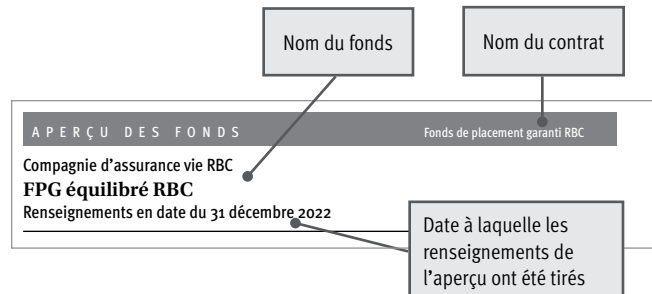 Nom du fonds
Nom du contrat
APERÇU DES FONDS
Fonds de placement garanti RBC
Compagnie d'assurance vie RBC
FPG équilibré RBC
Renseignements en date du 31 décembre 2022
Date à laquelle les
renseignements de
l'aperçu ont été tirés